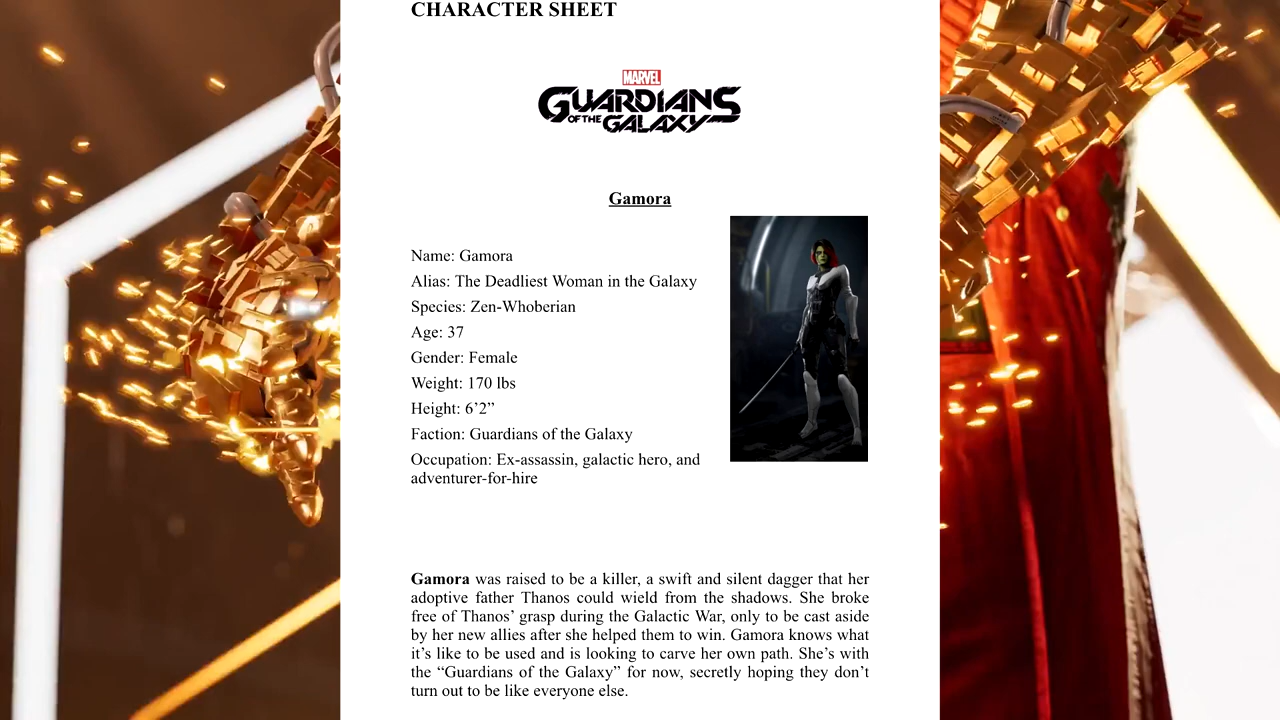 CHARACTER SHEET
MARVEL
GUARDIANS
OF THE GALAXY
Gamora
Name: Gamora
Alias: The Deadliest Woman in the Galaxy
Species: Zen-Whoberian
Age: 37
Gender: Female
Weight: 170 lbs
Height: 6’2”
Faction: Guardians of the Galaxy
Occupation: Ex-assassin, galactic hero, and
adventurer-for-hire
Gamora was raised to be a killer, a swift and silent dagger that her
adoptive father Thanos could wield from the shadows. She broke
free of Thanos’ grasp during the Galactic War, only to be cast aside
by her new allies after she helped them to win. Gamora knows what
it’s like to be used and is looking to carve her own path. She’s with
the “Guardians of the Galaxy” for now, secretly hoping they don’t
turn out to be like everyone else.